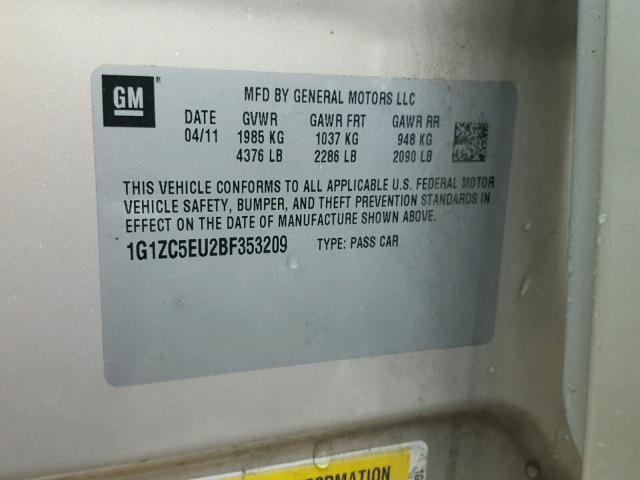 GM ®
MFD BY GENERAL MOTORS LLC
DATE GVWR GAWR FRT GAWR RR
04/11 1985 KG 1037 KG 948 KG
4376 LB 2286 LB 2090 LB
THIS VEHICLE CONFORMS TO ALL APPLICABLE U.S. FEDERAL MOTOR
VEHICLE SAFETY, BUMPER, AND THEFT PREVENTION STANDARDS IN
EFFECT ON THE DATE OF MANUFACTURE SHOWN ABOVE.
1G1ZC5EU2BF353209 TYPE: PASS CAR
INFORMATION